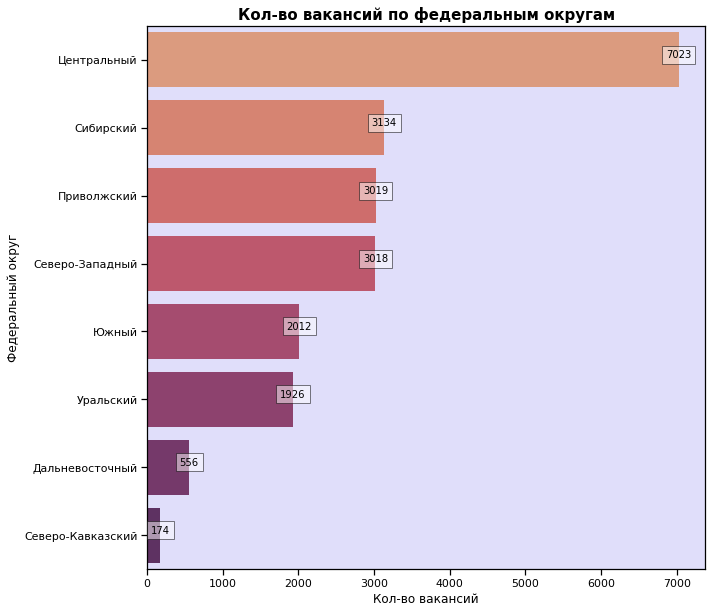 Кол-во вакансий по федеральным округам
Федеральный округ
Центральный 7023
Сибирский 3134
Приволжский 3019
Северо-Западный 3018
Южный 2012
Уральский 1926
Дальневосточный 556
Северо-Кавказский 174
0 1000 2000 3000 4000 5000 6000 7000
Кол-во вакансий